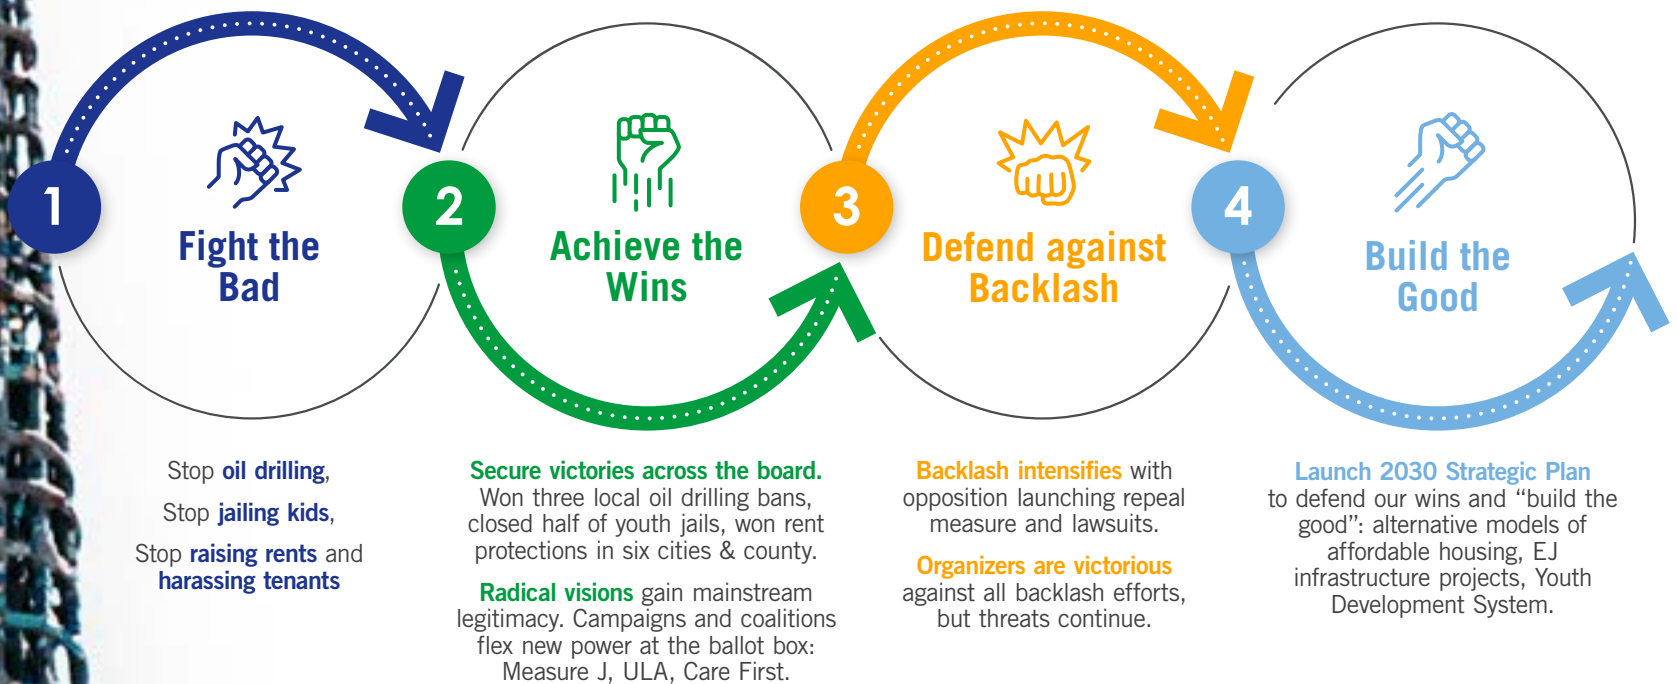 1
Fight the
Bad
Stop oil drilling,
Stop jailing kids,
Stop raising rents and
harassing tenants
2
Achieve the
Wins
Secure victories across the board.
Won three local oil drilling bans,
closed half of youth jails, won rent
protections in six cities & county.
Radical visions gain mainstream
legitimacy. Campaigns and coalitions
flex new power at the ballot box:
Measure J, ULA, Care First.
3
Defend against
Backlash
Backlash intensifies with
opposition launching repeal
measure and lawsuits.
Organizers are victorious
against all backlash efforts,
but threats continue.
4
Build the
Good
Launch 2030 Strategic Plan
to defend our wins and “build the
good”: alternative models of
affordable housing, EJ
infrastructure projects, Youth
Development System.